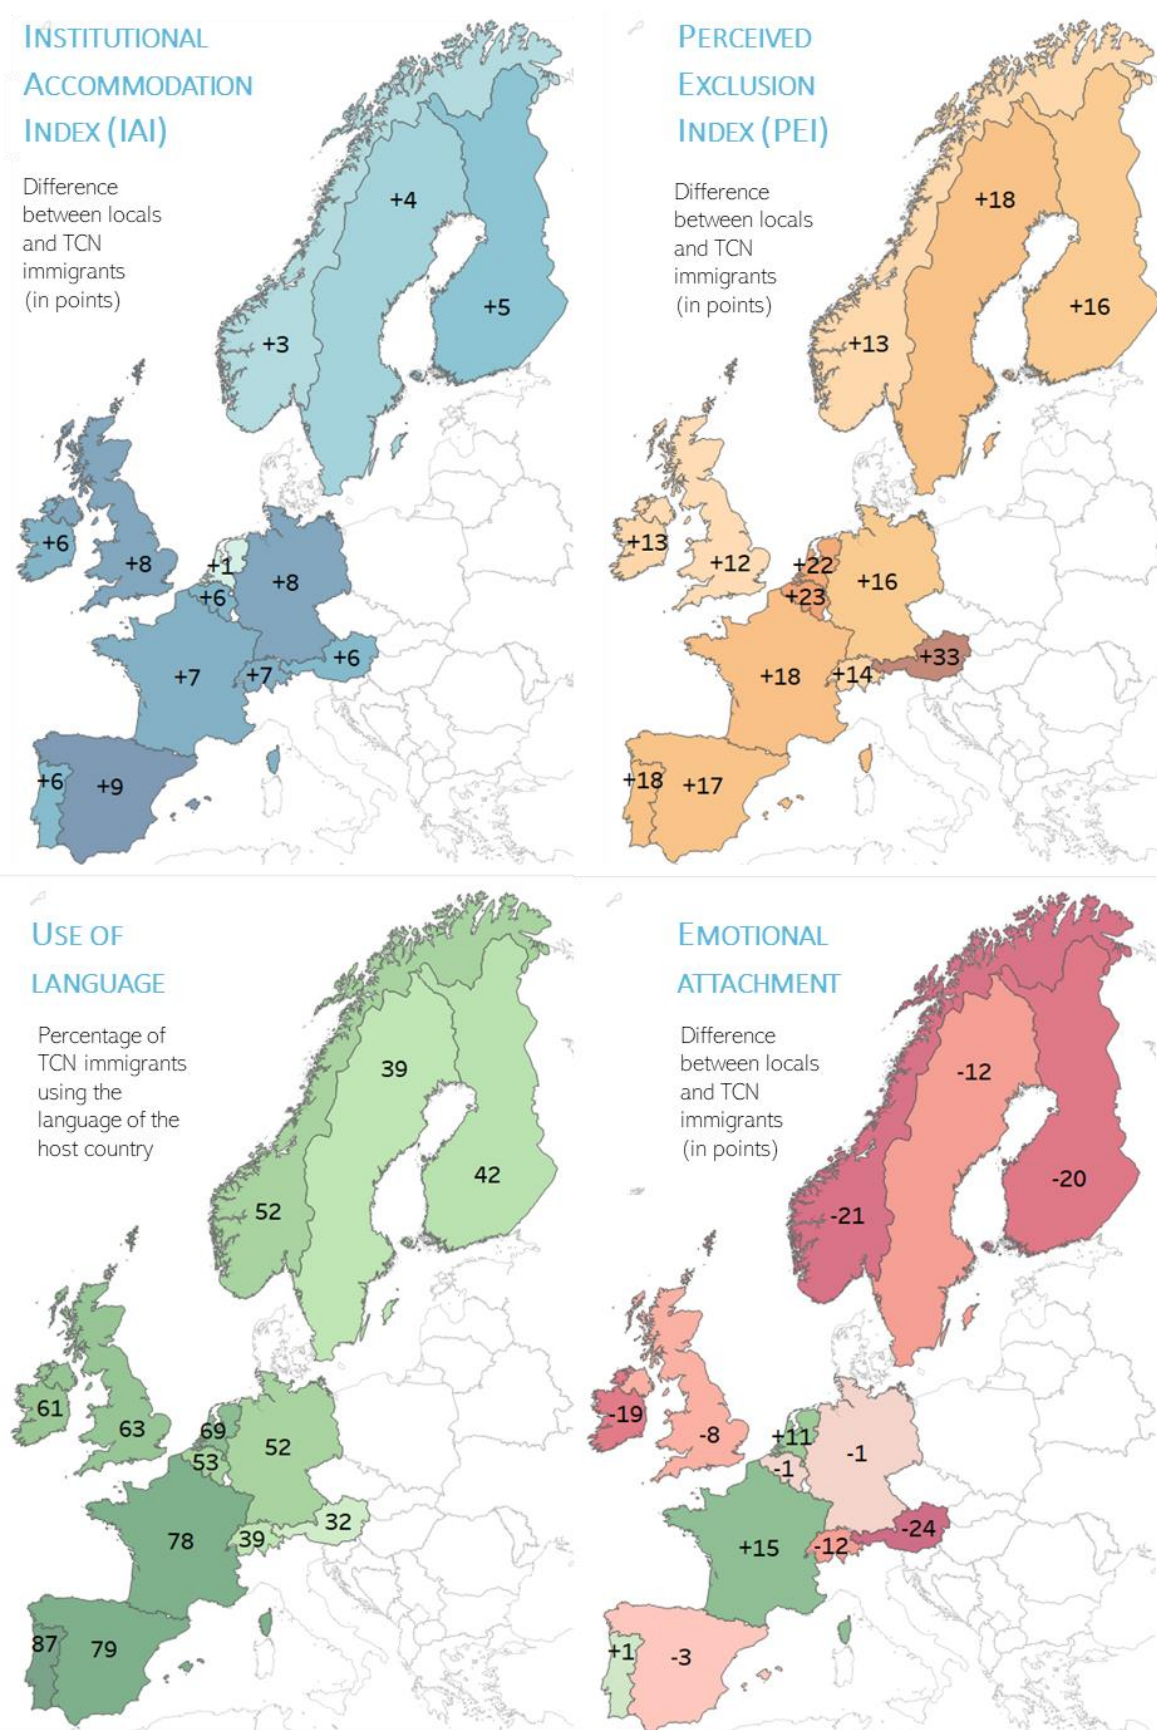 INSTITUTIONAL
ACCOMMODATION
INDEX (IAI)
Difference
between locals
and TCN
immigrants
(in points)
+4
+5
+3
+6
+8
+1
+6
+8
+7
+7
+6
+6
+9
PERCEIVED
EXCLUSION
INDEX (PEI)
Difference
between locals
and TCN
immigrants
(in points)
+18
+16
+13
+13
+12
+22
+23
+16
+18
+14
+33
+18
+17
USE OF
LANGUAGE
Percentage of
TCN immigrants
using the
language of the
host country
39
42
52
61
63
69
53
52
78
39
32
87
79
EMOTIONAL
ATTACHMENT
Difference
between locals
and TCN
immigrants
(in points)
-12
-20
-21
-19
-8
+11
-1
-1
+15
-12
-24
+1
-3